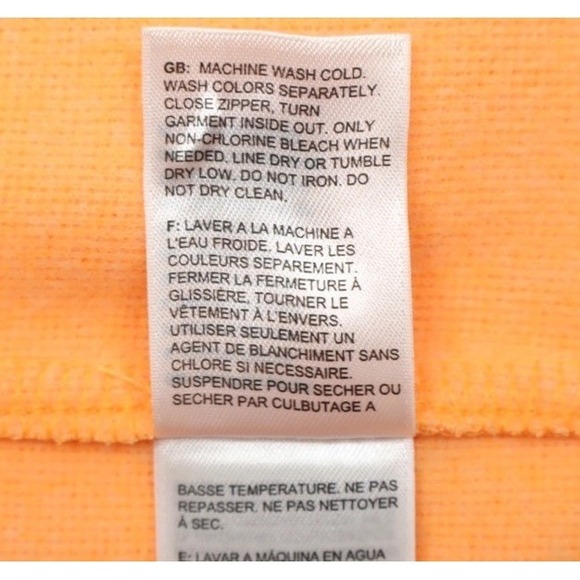 GB: MACHINE WASH COLD.
WASH COLORS SEPARATELY.
CLOSE ZIPPER, TURN
GARMENT INSIDE OUT. ONLY
NON-CHLORINE BLEACH WHEN
NEEDED. LINE DRY OR TUMBLE
DRY LOW. DO NOT IRON. DO
NOT DRY CLEAN.
F: LAVER A LA MACHINE A
L'EAU FROIDE. LAVER LES
COULEURS SEPAREMENT.
FERMER LA FERMETURE À
GLISSIÈRE, TOURNER LE
VÊTEMENT À L'ENVERS.
UTILISER SEULEMENT UN
AGENT DE BLANCHIMENT SANS
CHLORE SI NECESSAIRE.
SUSPENDRE POUR SECHER OU
SECHER PAR CULBUTAGE A
BASSE TEMPERATURE. NE PAS
REPASSER. NE PAS NETTOYER
À SEC.
E: LAVAR A MÁQUINA EN AGUA